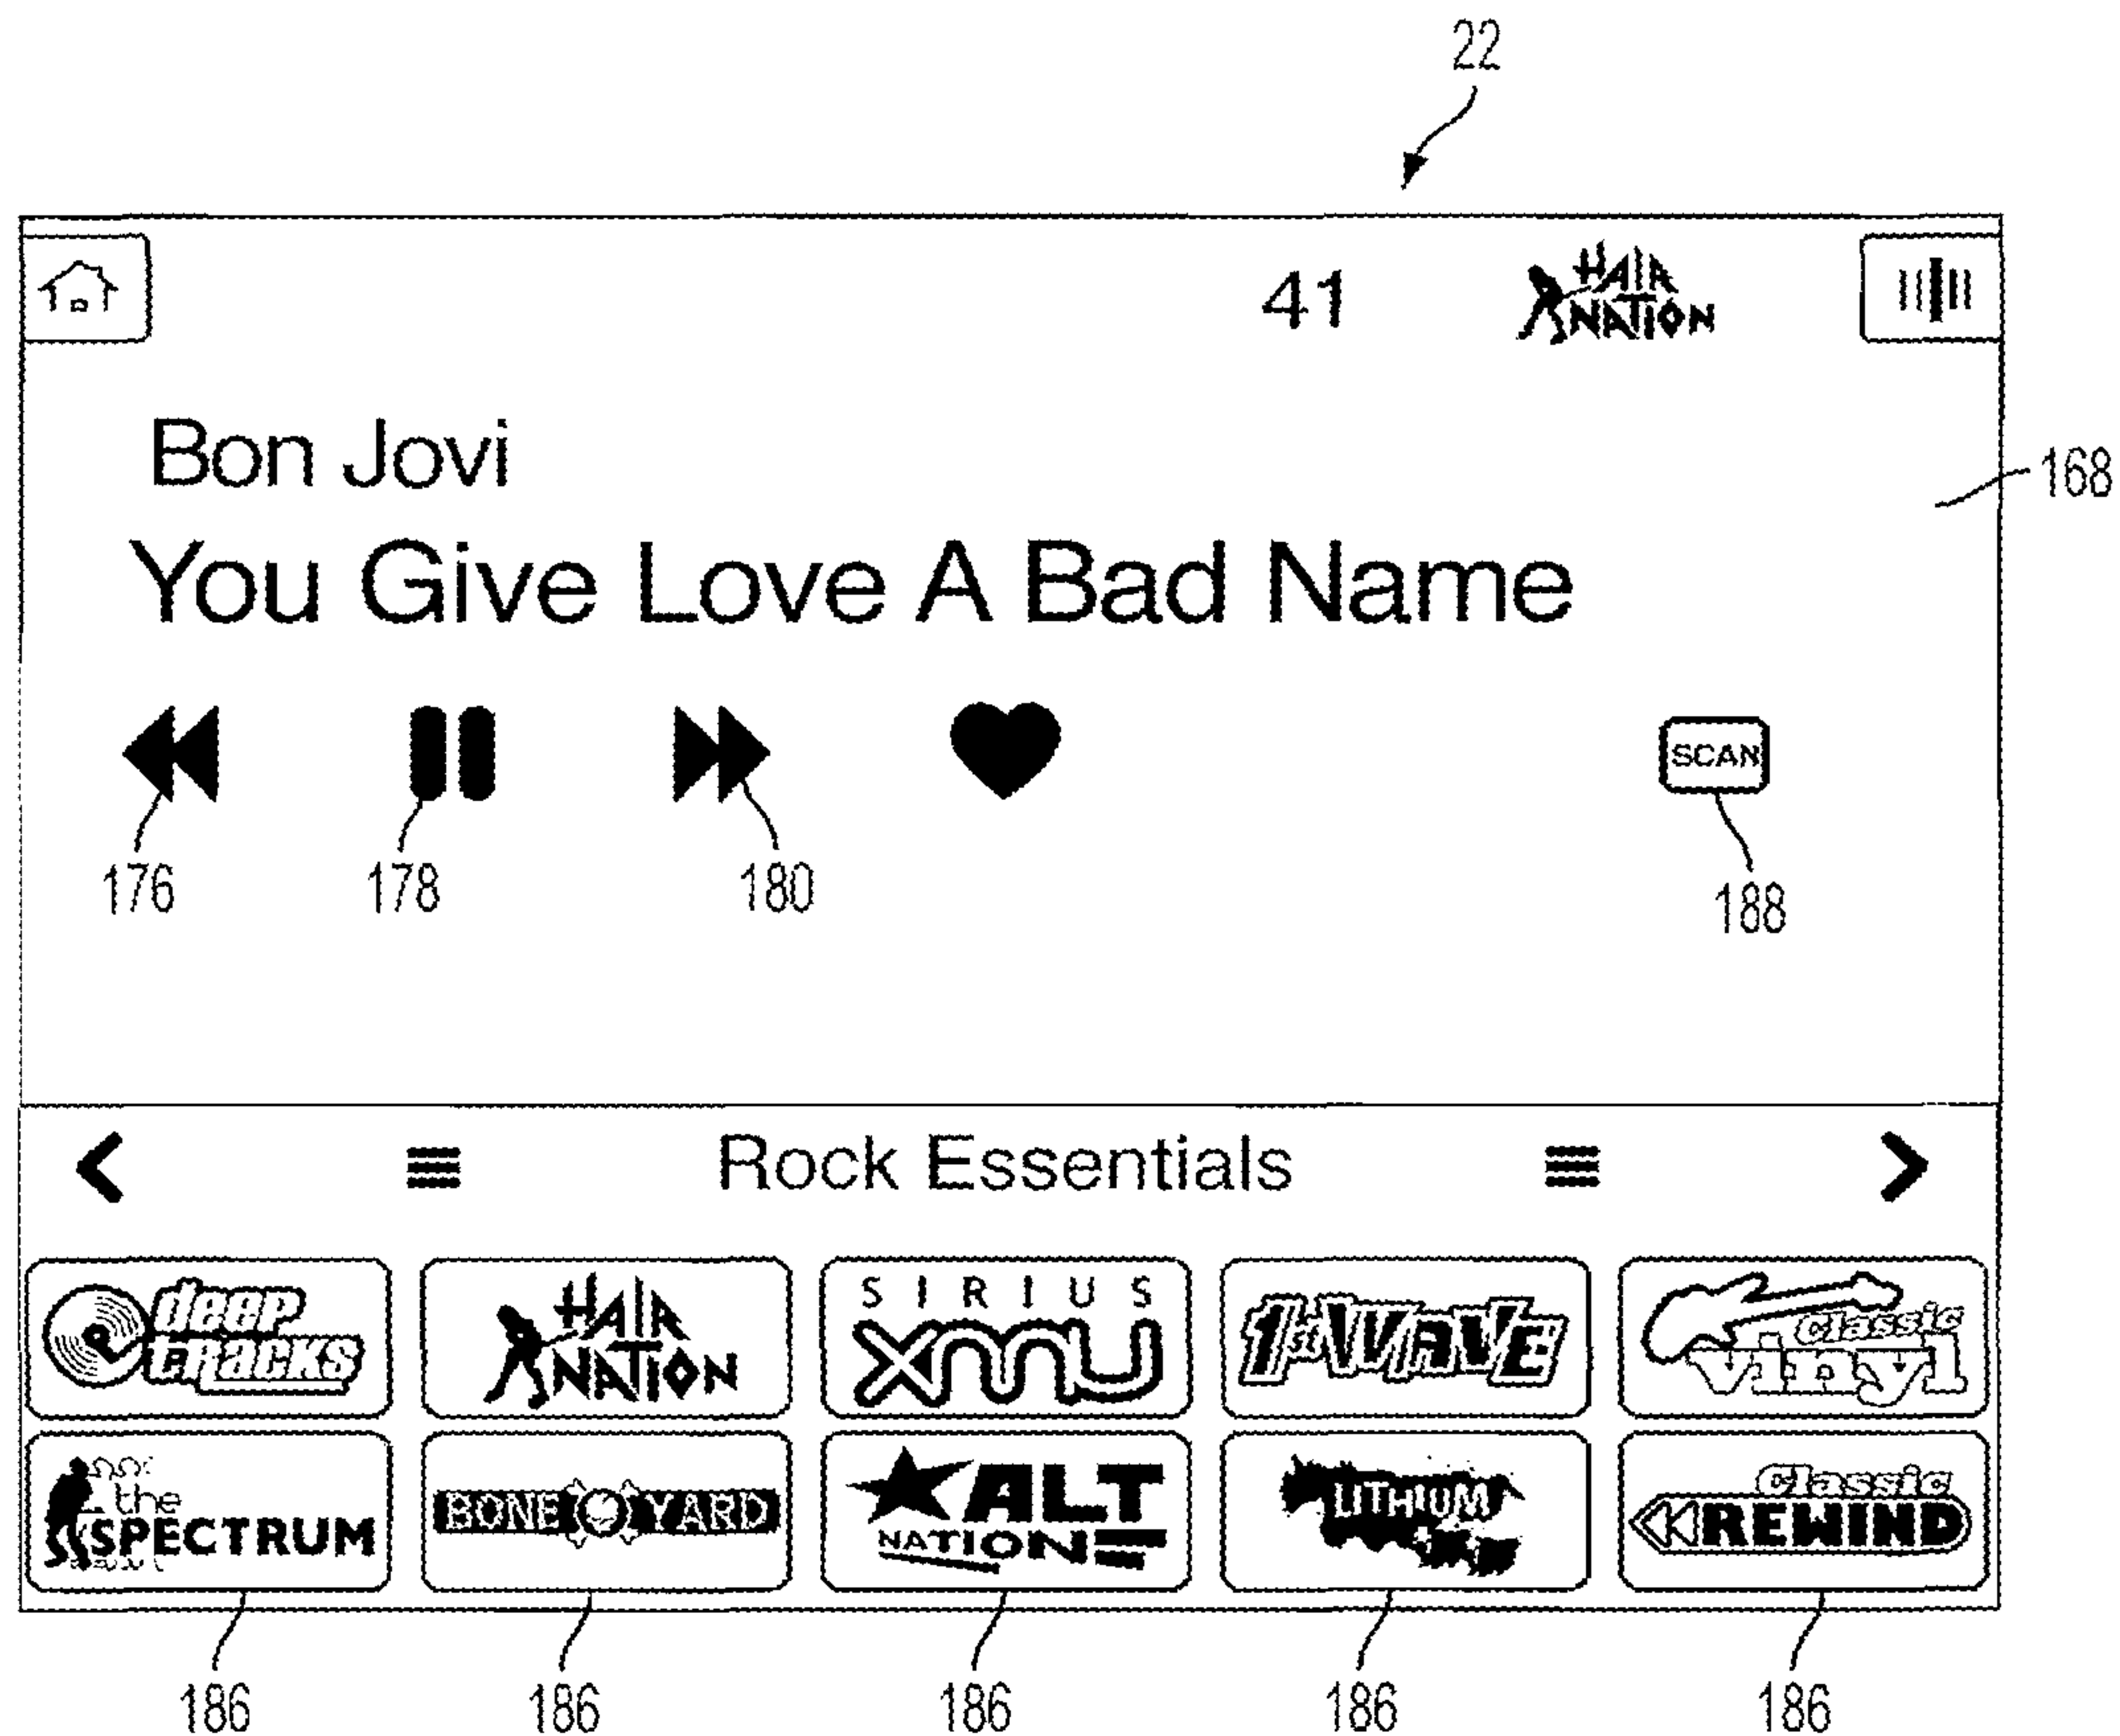 22
41
HAIR
NATION
Bon Jovi
168
You Give Love A Bad Name
SCAN
176
178
180
188
Rock Essentials
deep
tracks
HAIR
NATION
SIRIUS
xmu
1st WAVE
Classic
vinyl
the
SPECTRUM
BONE YARD
ALT
NATION
LITHIUM
Classic
REWIND
186
186
186
186
186